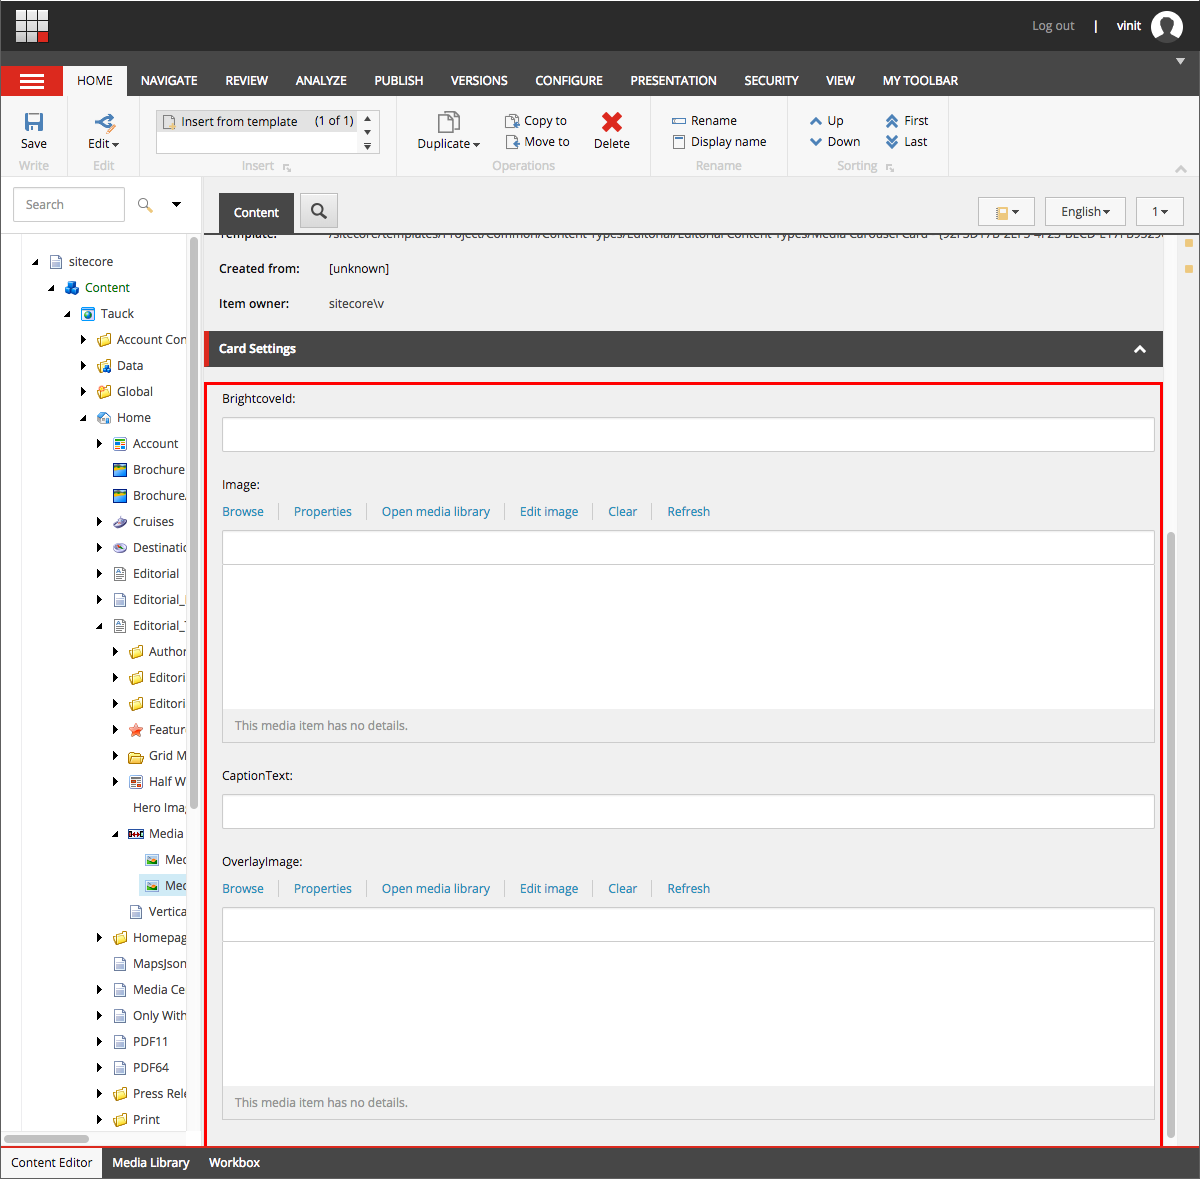 Log out | vinit
HOME NAVIGATE REVIEW ANALYZE PUBLISH VERSIONS CONFIGURE PRESENTATION SECURITY VIEW MY TOOLBAR
Save
Write
Edit
Edit
Insert from template (1 of 1)
Insert
Duplicate
Copy to
Move to
Delete
Operations
Rename
Display name
Rename
Up
Down
First
Last
Sorting
Search
Content
English
1
sitecore
Content
Tauck
Account Con
Data
Global
Home
Account
Brochure
Brochure
Cruises
Destinatic
Editorial
Editorial_
Editorial_
Author
Editori
Editori
Featur
Grid M
Half W
Hero Imag
Media
Med
Med
Vertica
Homepag
MapsJson
Media Ce
Only With
PDF11
PDF64
Press Rele
Print
Template:
Created from: [unknown]
Item owner: sitecore\v
Card Settings
BrightcoveId:
Image:
Browse Properties Open media library Edit image Clear Refresh
This media item has no details.
CaptionText:
OverlayImage:
Browse Properties Open media library Edit image Clear Refresh
This media item has no details.
Content Editor Media Library Workbox